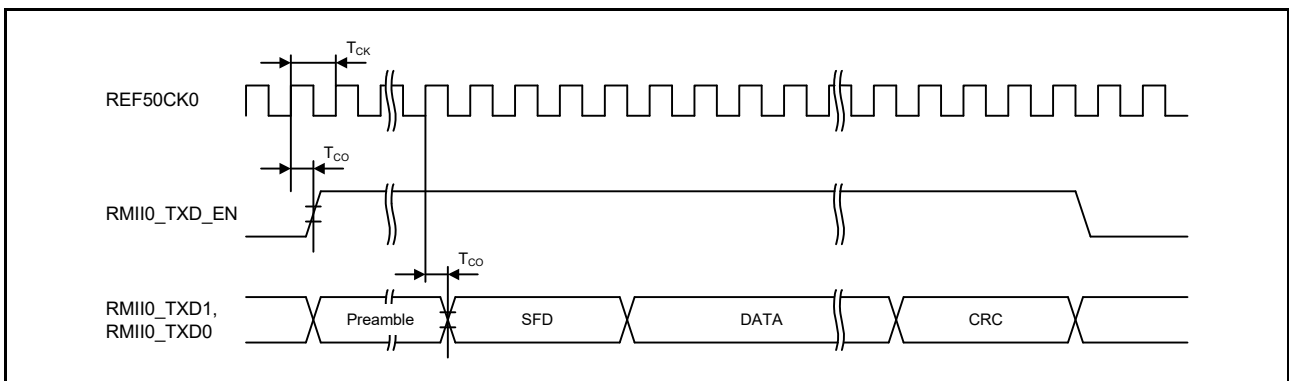 TCK
REF50CK0
TCO
RMII0_TXD_EN
TCO
RMII0_TXD1,
RMII0_TXD0
Preamble
SFD
DATA
CRC